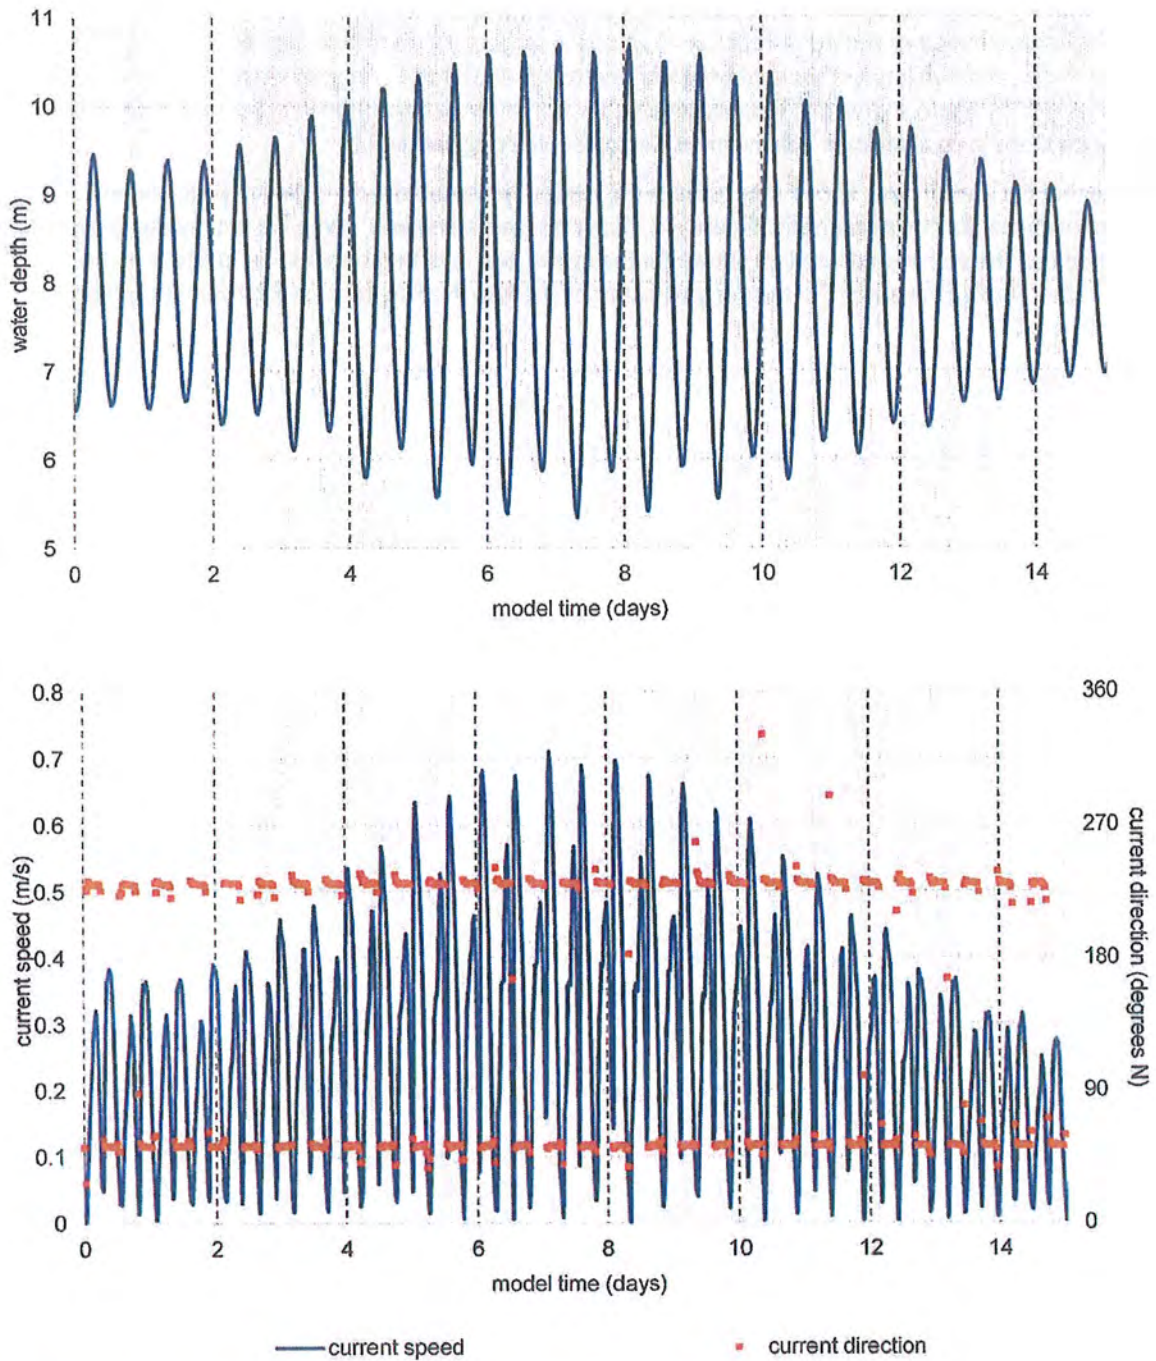 11
10
9
8
7
6
5
water depth (m)
0 2 4 6 8 10 12 14
model time (days)
0.8
0.7
0.6
0.5
0.4
0.3
0.2
0.1
0
current speed (m/s)
360
270
180
90
0
current direction (degrees N)
0 2 4 6 8 10 12 14
model time (days)
current speed current direction